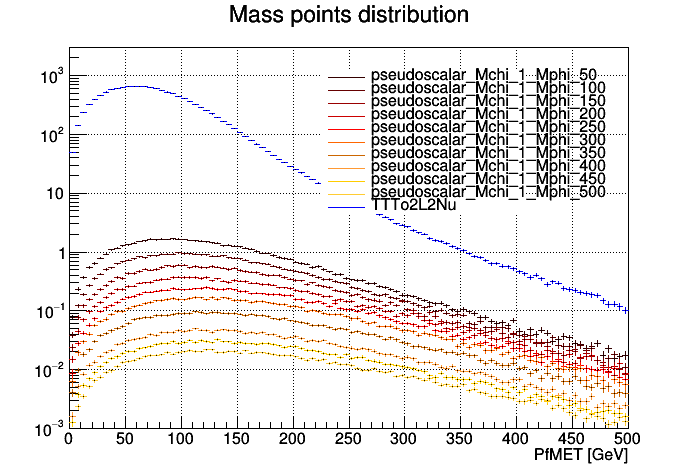 Mass points distribution
pseudoscalar_Mchi_1_Mphi_50
pseudoscalar_Mchi_1_Mphi_100
pseudoscalar_Mchi_1_Mphi_150
pseudoscalar_Mchi_1_Mphi_200
pseudoscalar_Mchi_1_Mphi_250
pseudoscalar_Mchi_1_Mphi_300
pseudoscalar_Mchi_1_Mphi_350
pseudoscalar_Mchi_1_Mphi_400
pseudoscalar_Mchi_1_Mphi_450
pseudoscalar_Mchi_1_Mphi_500
TTTo2L2Nu
10³
10²
10
1
10⁻¹
10⁻²
10⁻³
0 50 100 150 200 250 300 350 400 450 500
PfMET [GeV]